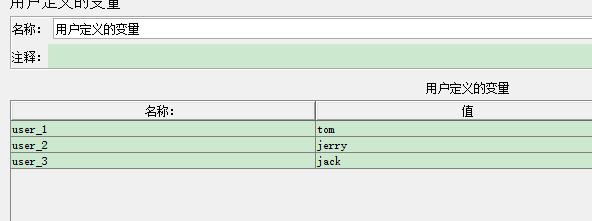 用户定义的变量
名称： 用户定义的变量
注释：
用户定义的变量
名称： 值
user_1 tom
user_2 jerry
user_3 jack